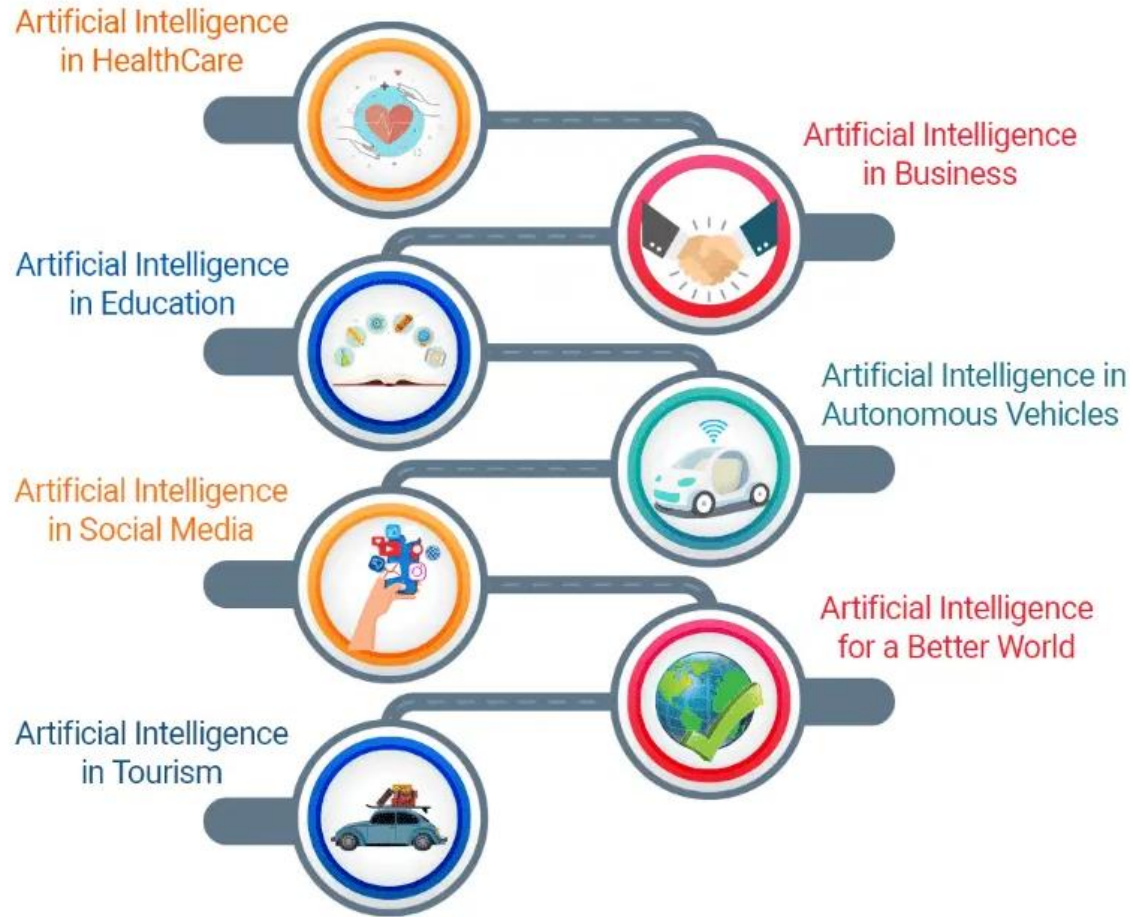 Artificial Intelligence
in HealthCare
Artificial Intelligence
in Business
Artificial Intelligence
in Education
Artificial Intelligence in
Autonomous Vehicles
Artificial Intelligence
in Social Media
Artificial Intelligence
for a Better World
Artificial Intelligence
in Tourism